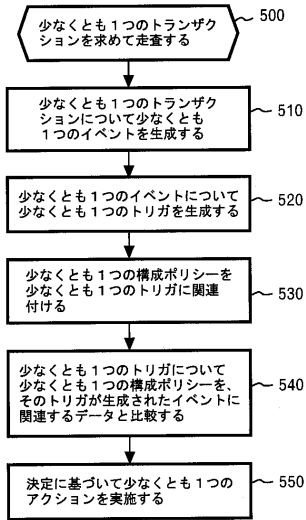 少なくとも１つのトランザク
ションを求めて走査する
500
少なくとも１つのトランザク
ションについて少なくとも
１つのイベントを生成する
510
少なくとも１つのイベントについて
少なくとも１つのトリガを生成する
520
少なくとも１つの構成ポリシーを
少なくとも１つのトリガに関連
付ける
530
少なくとも１つのトリガについて
少なくとも１つの構成ポリシーを、
そのトリガが生成されたイベントに
関連するデータと比較する
540
決定に基づいて少なくとも１つの
アクションを実施する
550